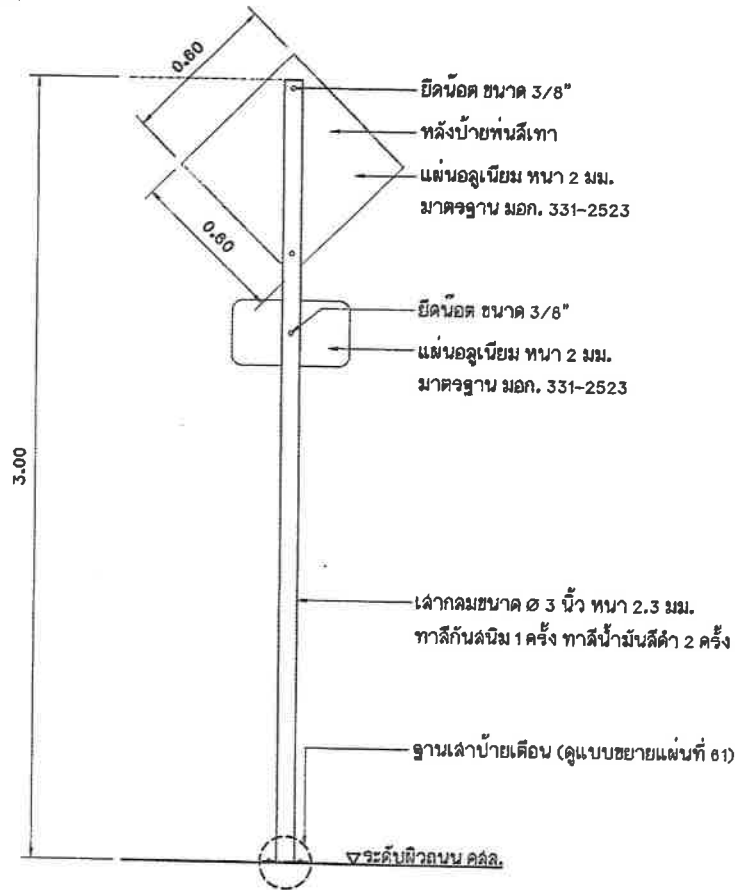 0.60
ยึดน๊อต ขนาด 3/8"
หลังป้ายพ่นสีเทา
แผ่นอลูเนียม หนา 2 มม.
มาตรฐาน มอก. 331-2523
0.60
ยึดน๊อต ขนาด 3/8"
แผ่นอลูเนียม หนา 2 มม.
มาตรฐาน มอก. 331-2523
3.00
เสากลมขนาด Ø 3 นิ้ว หนา 2.3 มม.
ทาสีกันสนิม 1 ครั้ง ทาสีน้ำมันสีดำ 2 ครั้ง
ฐานเสาป้ายเตือน (ดูแบบขยายแผ่นที่ 61)
ระดับผิวถนน คสล.